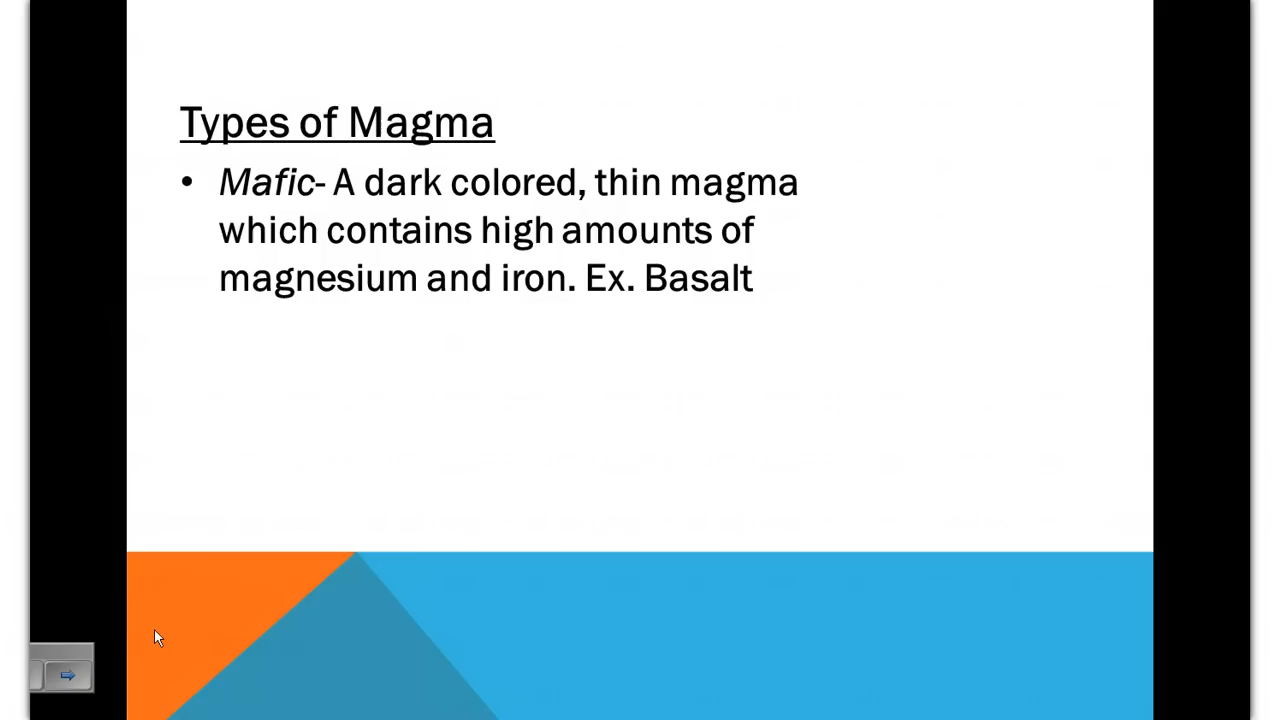 Types of Magma
• Mafic- A dark colored, thin magma
which contains high amounts of
magnesium and iron. Ex. Basalt